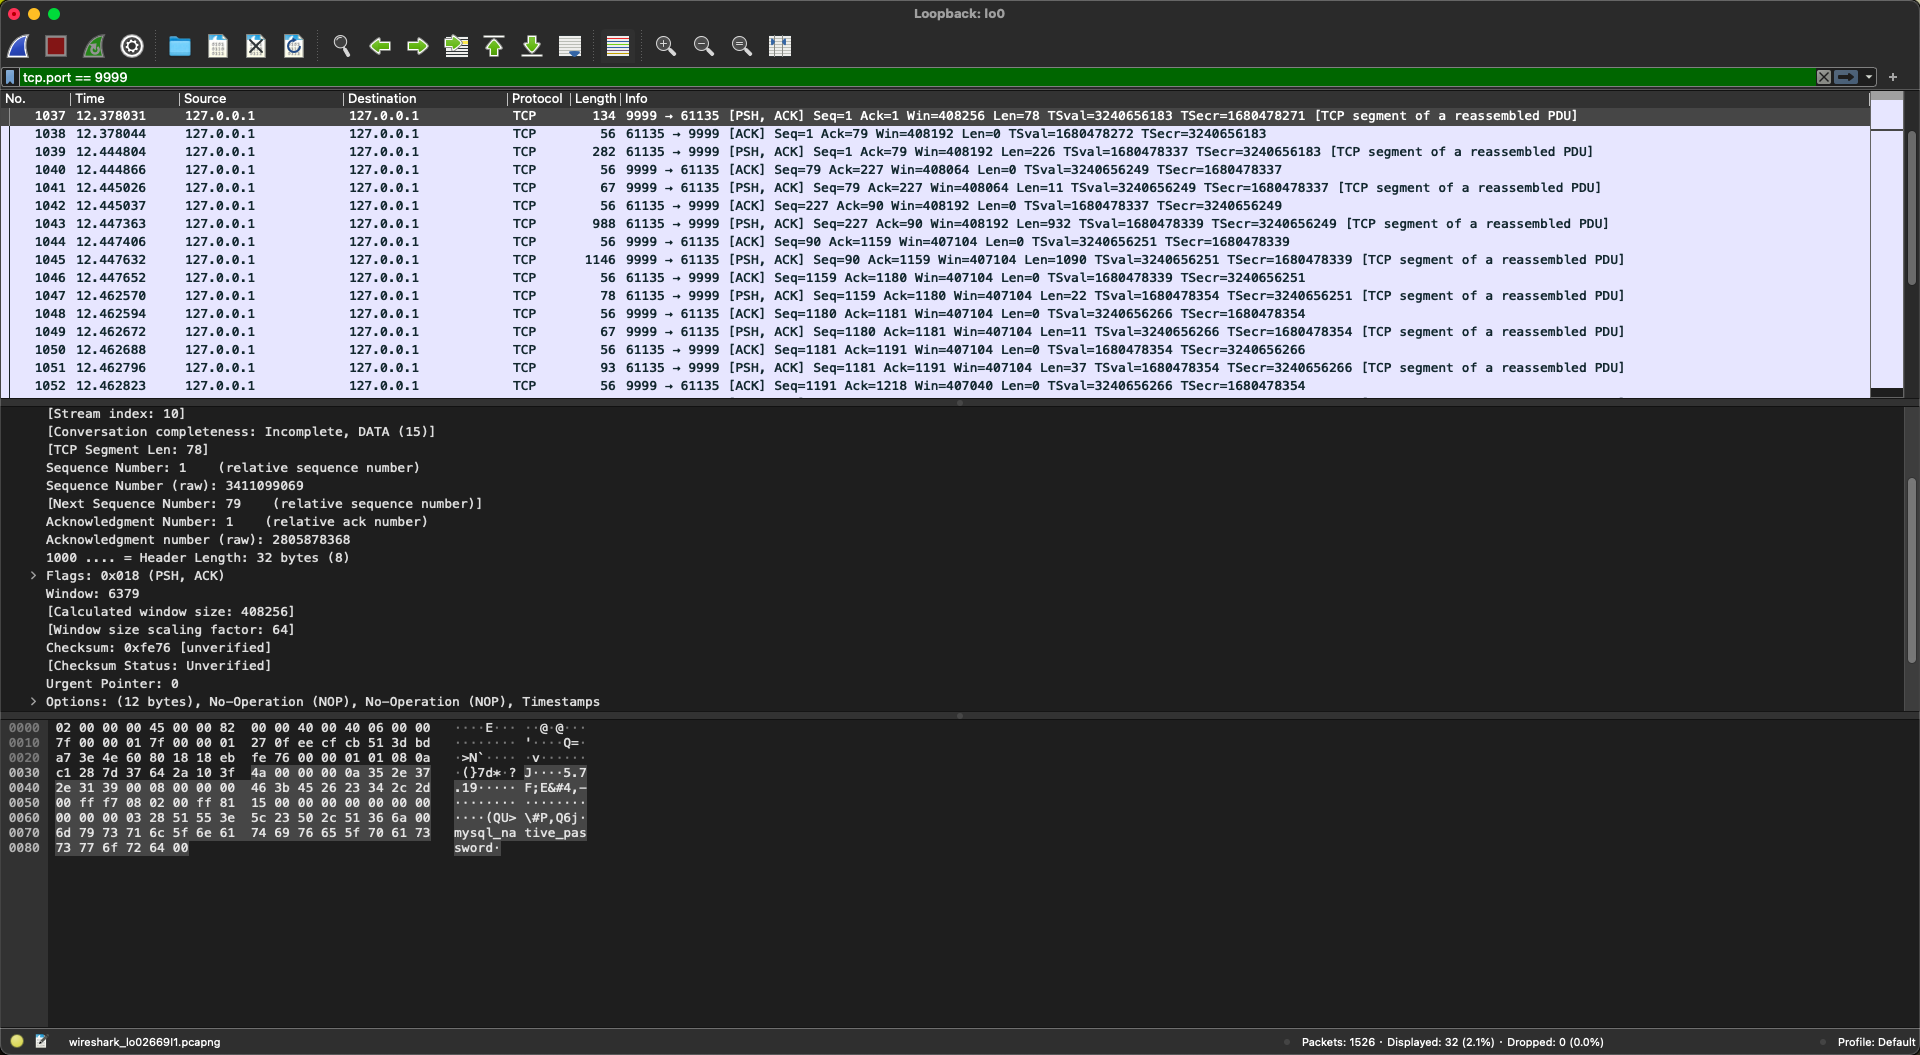 Loopback: lo0
tcp.port == 9999
No. Time Source Destination Protocol Length Info
1037 12.378031 127.0.0.1 127.0.0.1 TCP 134 9999 → 61135 [PSH, ACK] Seq=1 Ack=1 Win=408256 Len=78 TSval=3240656183 TSecr=1680478271 [TCP segment of a reassembled PDU]
1038 12.378044 127.0.0.1 127.0.0.1 TCP 56 61135 → 9999 [ACK] Seq=1 Ack=79 Win=408192 Len=0 TSval=1680478272 TSecr=3240656183
1039 12.444804 127.0.0.1 127.0.0.1 TCP 282 61135 → 9999 [PSH, ACK] Seq=1 Ack=79 Win=408192 Len=226 TSval=1680478337 TSecr=3240656183 [TCP segment of a reassembled PDU]
1040 12.444866 127.0.0.1 127.0.0.1 TCP 56 9999 → 61135 [ACK] Seq=79 Ack=227 Win=408064 Len=0 TSval=3240656249 TSecr=1680478337
1041 12.445026 127.0.0.1 127.0.0.1 TCP 67 9999 → 61135 [PSH, ACK] Seq=79 Ack=227 Win=408064 Len=11 TSval=3240656249 TSecr=1680478337 [TCP segment of a reassembled PDU]
1042 12.445037 127.0.0.1 127.0.0.1 TCP 56 61135 → 9999 [ACK] Seq=227 Ack=90 Win=408192 Len=0 TSval=1680478337 TSecr=3240656249
1043 12.447363 127.0.0.1 127.0.0.1 TCP 988 61135 → 9999 [PSH, ACK] Seq=227 Ack=90 Win=408192 Len=932 TSval=1680478339 TSecr=3240656249 [TCP segment of a reassembled PDU]
1044 12.447406 127.0.0.1 127.0.0.1 TCP 56 9999 → 61135 [ACK] Seq=90 Ack=1159 Win=407104 Len=0 TSval=3240656251 TSecr=1680478339
1045 12.447632 127.0.0.1 127.0.0.1 TCP 1146 9999 → 61135 [PSH, ACK] Seq=90 Ack=1159 Win=407104 Len=1090 TSval=3240656251 TSecr=1680478339 [TCP segment of a reassembled PDU]
1046 12.447652 127.0.0.1 127.0.0.1 TCP 56 61135 → 9999 [ACK] Seq=1159 Ack=1180 Win=407104 Len=0 TSval=1680478339 TSecr=3240656251
1047 12.462570 127.0.0.1 127.0.0.1 TCP 78 61135 → 9999 [PSH, ACK] Seq=1159 Ack=1180 Win=407104 Len=22 TSval=1680478354 TSecr=3240656251 [TCP segment of a reassembled PDU]
1048 12.462594 127.0.0.1 127.0.0.1 TCP 56 9999 → 61135 [ACK] Seq=1180 Ack=1181 Win=407104 Len=0 TSval=3240656266 TSecr=1680478354
1049 12.462672 127.0.0.1 127.0.0.1 TCP 67 9999 → 61135 [PSH, ACK] Seq=1180 Ack=1181 Win=407104 Len=11 TSval=3240656266 TSecr=1680478354 [TCP segment of a reassembled PDU]
1050 12.462688 127.0.0.1 127.0.0.1 TCP 56 61135 → 9999 [ACK] Seq=1181 Ack=1191 Win=407104 Len=0 TSval=1680478354 TSecr=3240656266
1051 12.462796 127.0.0.1 127.0.0.1 TCP 93 61135 → 9999 [PSH, ACK] Seq=1181 Ack=1191 Win=407104 Len=37 TSval=1680478354 TSecr=3240656266 [TCP segment of a reassembled PDU]
1052 12.462823 127.0.0.1 127.0.0.1 TCP 56 9999 → 61135 [ACK] Seq=1191 Ack=1218 Win=407040 Len=0 TSval=3240656266 TSecr=1680478354
[Stream index: 10]
[Conversation completeness: Incomplete, DATA (15)]
[TCP Segment Len: 78]
Sequence Number: 1 (relative sequence number)
Sequence Number (raw): 3411099069
[Next Sequence Number: 79 (relative sequence number)]
Acknowledgment Number: 1 (relative ack number)
Acknowledgment number (raw): 2805878368
1000 .... = Header Length: 32 bytes (8)
> Flags: 0x018 (PSH, ACK)
Window: 6379
[Calculated window size: 408256]
[Window size scaling factor: 64]
Checksum: 0xfe76 [unverified]
[Checksum Status: Unverified]
Urgent Pointer: 0
> Options: (12 bytes), No-Operation (NOP), No-Operation (NOP), Timestamps
0000 02 00 00 00 45 00 00 82 00 00 40 00 40 06 00 00 ····E··· ··@·@···
0010 7f 00 00 01 7f 00 00 01 27 0f ee cf cb 51 3d bd ········ '····Q=·
0020 a7 3e 4e 60 80 18 18 eb fe 76 00 00 01 01 08 0a ·>N`···· ·v······
0030 c1 28 7d 37 64 2a 10 3f 4a 00 00 00 0a 35 2e 37 ·(}7d*·? J····5.7
0040 2e 31 39 00 08 00 00 00 46 3b 45 26 23 34 2c 2d .19····· F;E&#4,-
0050 00 ff f7 08 02 00 ff 81 15 00 00 00 00 00 00 00 ········ ········
0060 00 00 00 03 28 51 55 3e 5c 23 50 2c 51 36 6a 00 ····(QU> \#P,Q6j·
0070 6d 79 73 71 6c 5f 6e 61 74 69 76 65 5f 70 61 73 mysql_na tive_pas
0080 73 77 6f 72 64 00 sword·
wireshark_lo02669l1.pcapng
Packets: 1526 · Displayed: 32 (2.1%) · Dropped: 0 (0.0%)
Profile: Default